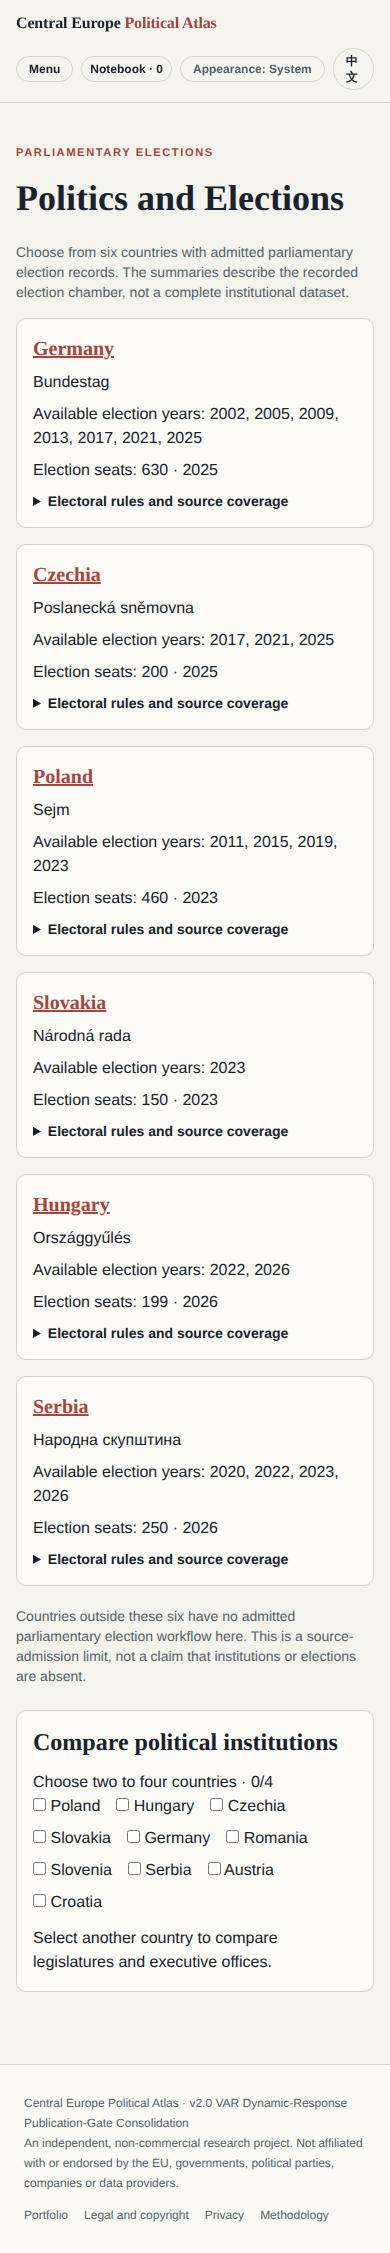 Central Europe Political Atlas
Menu
Notebook · 0
Appearance: System
中
文
PARLIAMENTARY ELECTIONS
Politics and Elections
Choose from six countries with admitted parliamentary
election records. The summaries describe the recorded
election chamber, not a complete institutional dataset.
Germany
Bundestag
Available election years: 2002, 2005, 2009,
2013, 2017, 2021, 2025
Election seats: 630 · 2025
Electoral rules and source coverage
Czechia
Poslanecká sněmovna
Available election years: 2017, 2021, 2025
Election seats: 200 · 2025
Electoral rules and source coverage
Poland
Sejm
Available election years: 2011, 2015, 2019,
2023
Election seats: 460 · 2023
Electoral rules and source coverage
Slovakia
Národná rada
Available election years: 2023
Election seats: 150 · 2023
Electoral rules and source coverage
Hungary
Országgyűlés
Available election years: 2022, 2026
Election seats: 199 · 2026
Electoral rules and source coverage
Serbia
Народна скупштина
Available election years: 2020, 2022, 2023,
2026
Election seats: 250 · 2026
Electoral rules and source coverage
Countries outside these six have no admitted
parliamentary election workflow here. This is a source-
admission limit, not a claim that institutions or elections
are absent.
Compare political institutions
Choose two to four countries · 0/4
Poland Hungary Czechia
Slovakia Germany Romania
Slovenia Serbia Austria
Croatia
Select another country to compare
legislatures and executive offices.
Central Europe Political Atlas · v2.0 VAR Dynamic-Response
Publication-Gate Consolidation
An independent, non-commercial research project. Not affiliated
with or endorsed by the EU, governments, political parties,
companies or data providers.
Portfolio Legal and copyright Privacy Methodology